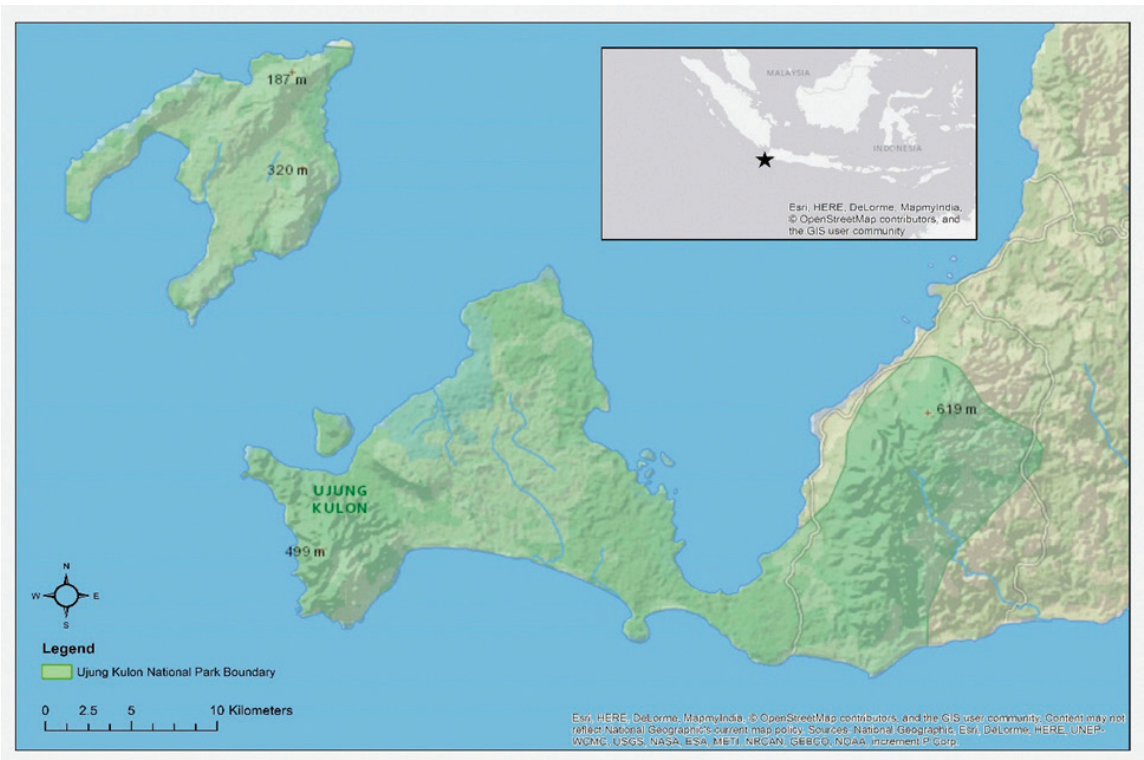 187 m
320 m
MALAYSIA
INDONESIA
Esri, HERE, DeLorme, MapmyIndia,
© OpenStreetMap contributors, and
the GIS user community
619 m
UJUNG
KULON
499 m
N
W E
S
Legend
Ujung Kulon National Park Boundary
0 2.5 5 10 Kilometers
Esri, HERE, DeLorme, MapmyIndia, © OpenStreetMap contributors, and the GIS user community, Content may not
reflect National Geographic's current map policy. Sources: National Geographic, Esri, DeLorme, HERE, UNEP-
WCMC, USGS, NASA, ESA, METI, NRCAN, GEBCO, NOAA, increment P Corp.